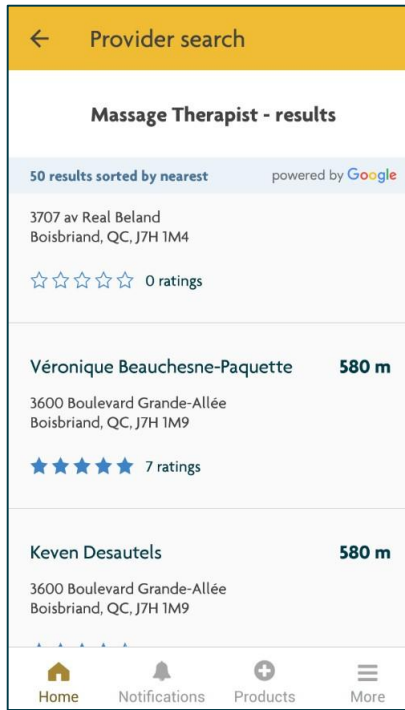 Provider search
Massage Therapist - results
50 results sorted by nearest powered by Google
3707 av Real Beland
Boisbriand, QC, J7H 1M4
0 ratings
Véronique Beauchesne-Paquette 580 m
3600 Boulevard Grande-Allée
Boisbriand, QC, J7H 1M9
7 ratings
Keven Desautels 580 m
3600 Boulevard Grande-Allée
Boisbriand, QC, J7H 1M9
Home Notifications Products More